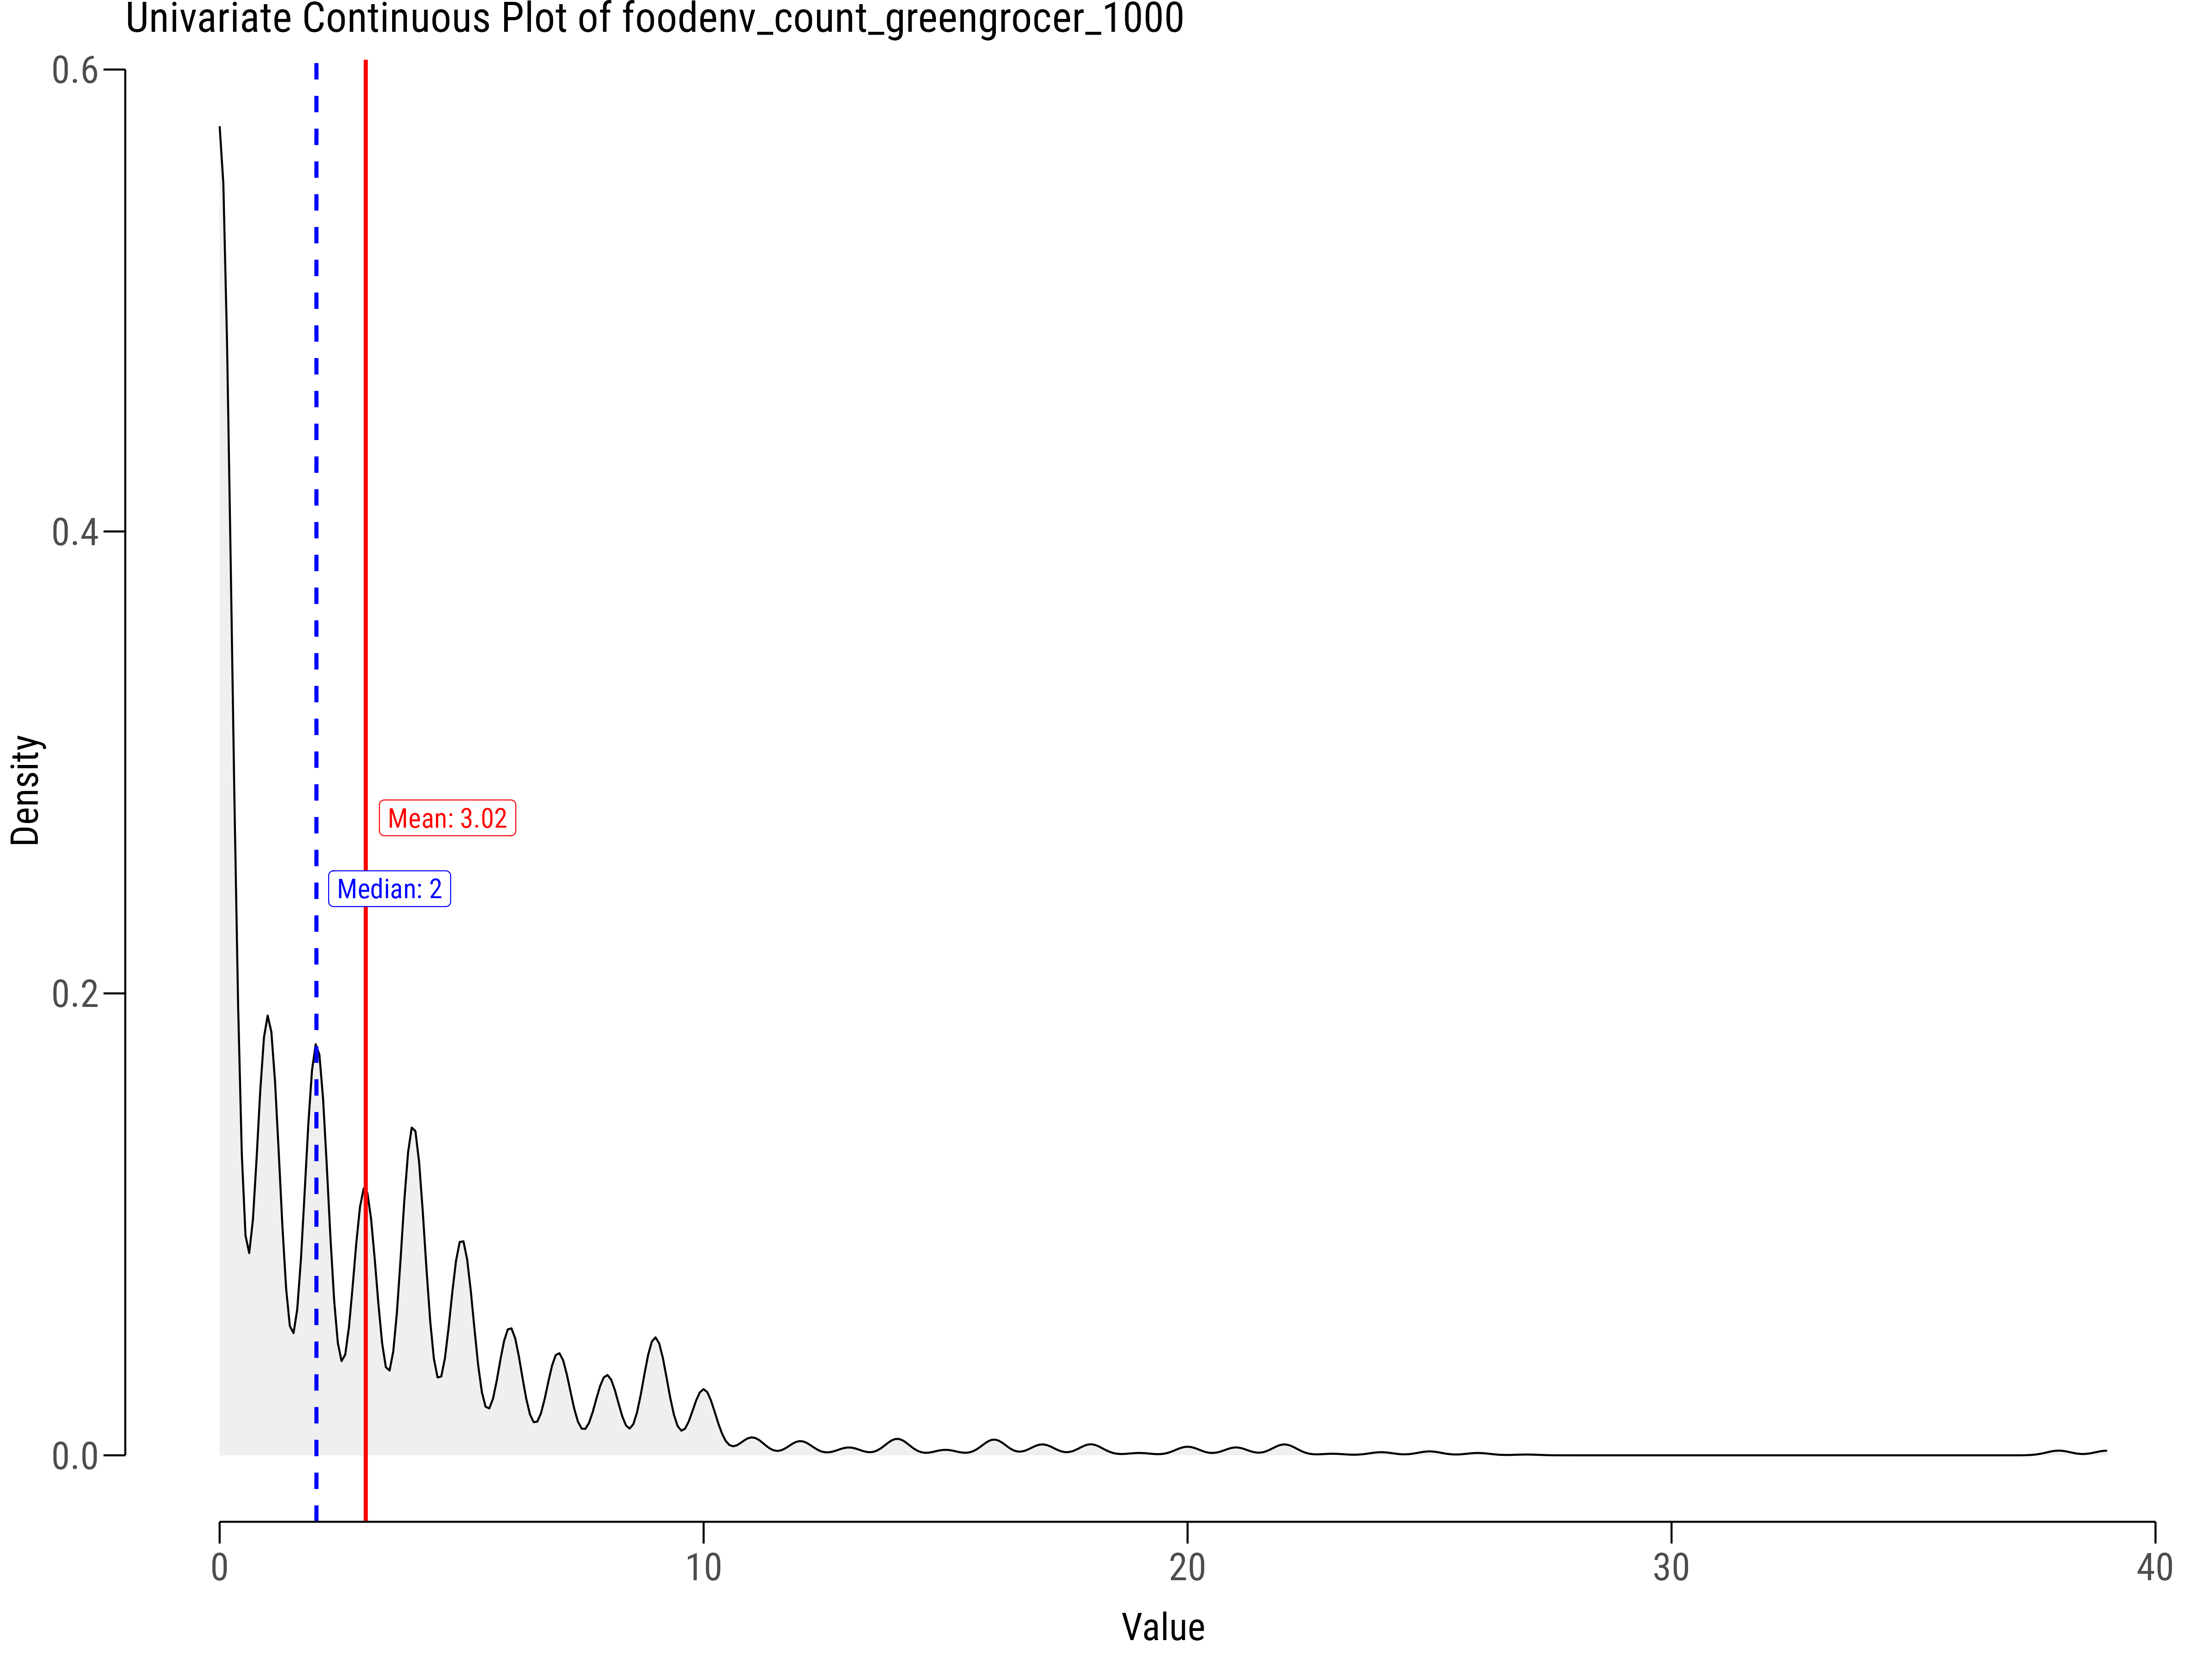 Univariate Continuous Plot of foodenv_count_greengrocer_1000
0.6
0.4
0.2
0.0
Density
Mean: 3.02
Median: 2
0 10 20 30 40
Value